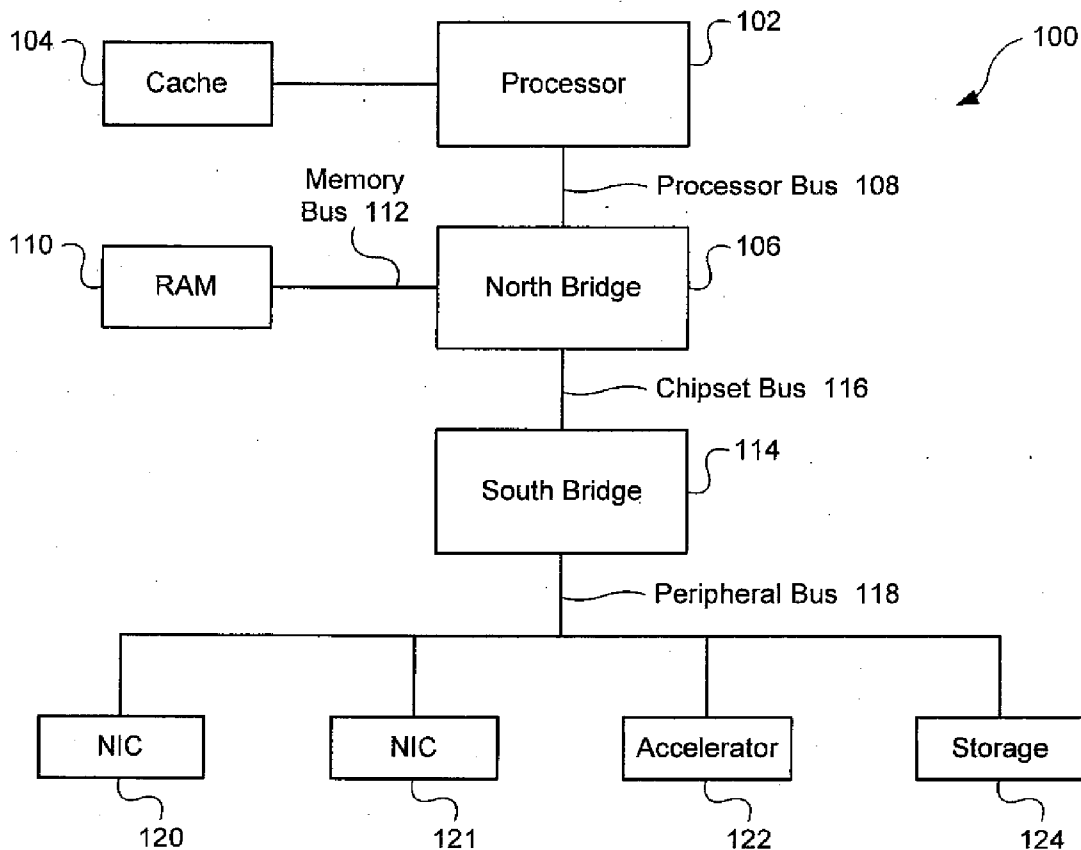 102
104
100
Cache
Processor
Memory
Bus 112
Processor Bus 108
110
106
RAM
North Bridge
Chipset Bus 116
114
South Bridge
Peripheral Bus 118
NIC
NIC
Accelerator
Storage
120
121
122
124